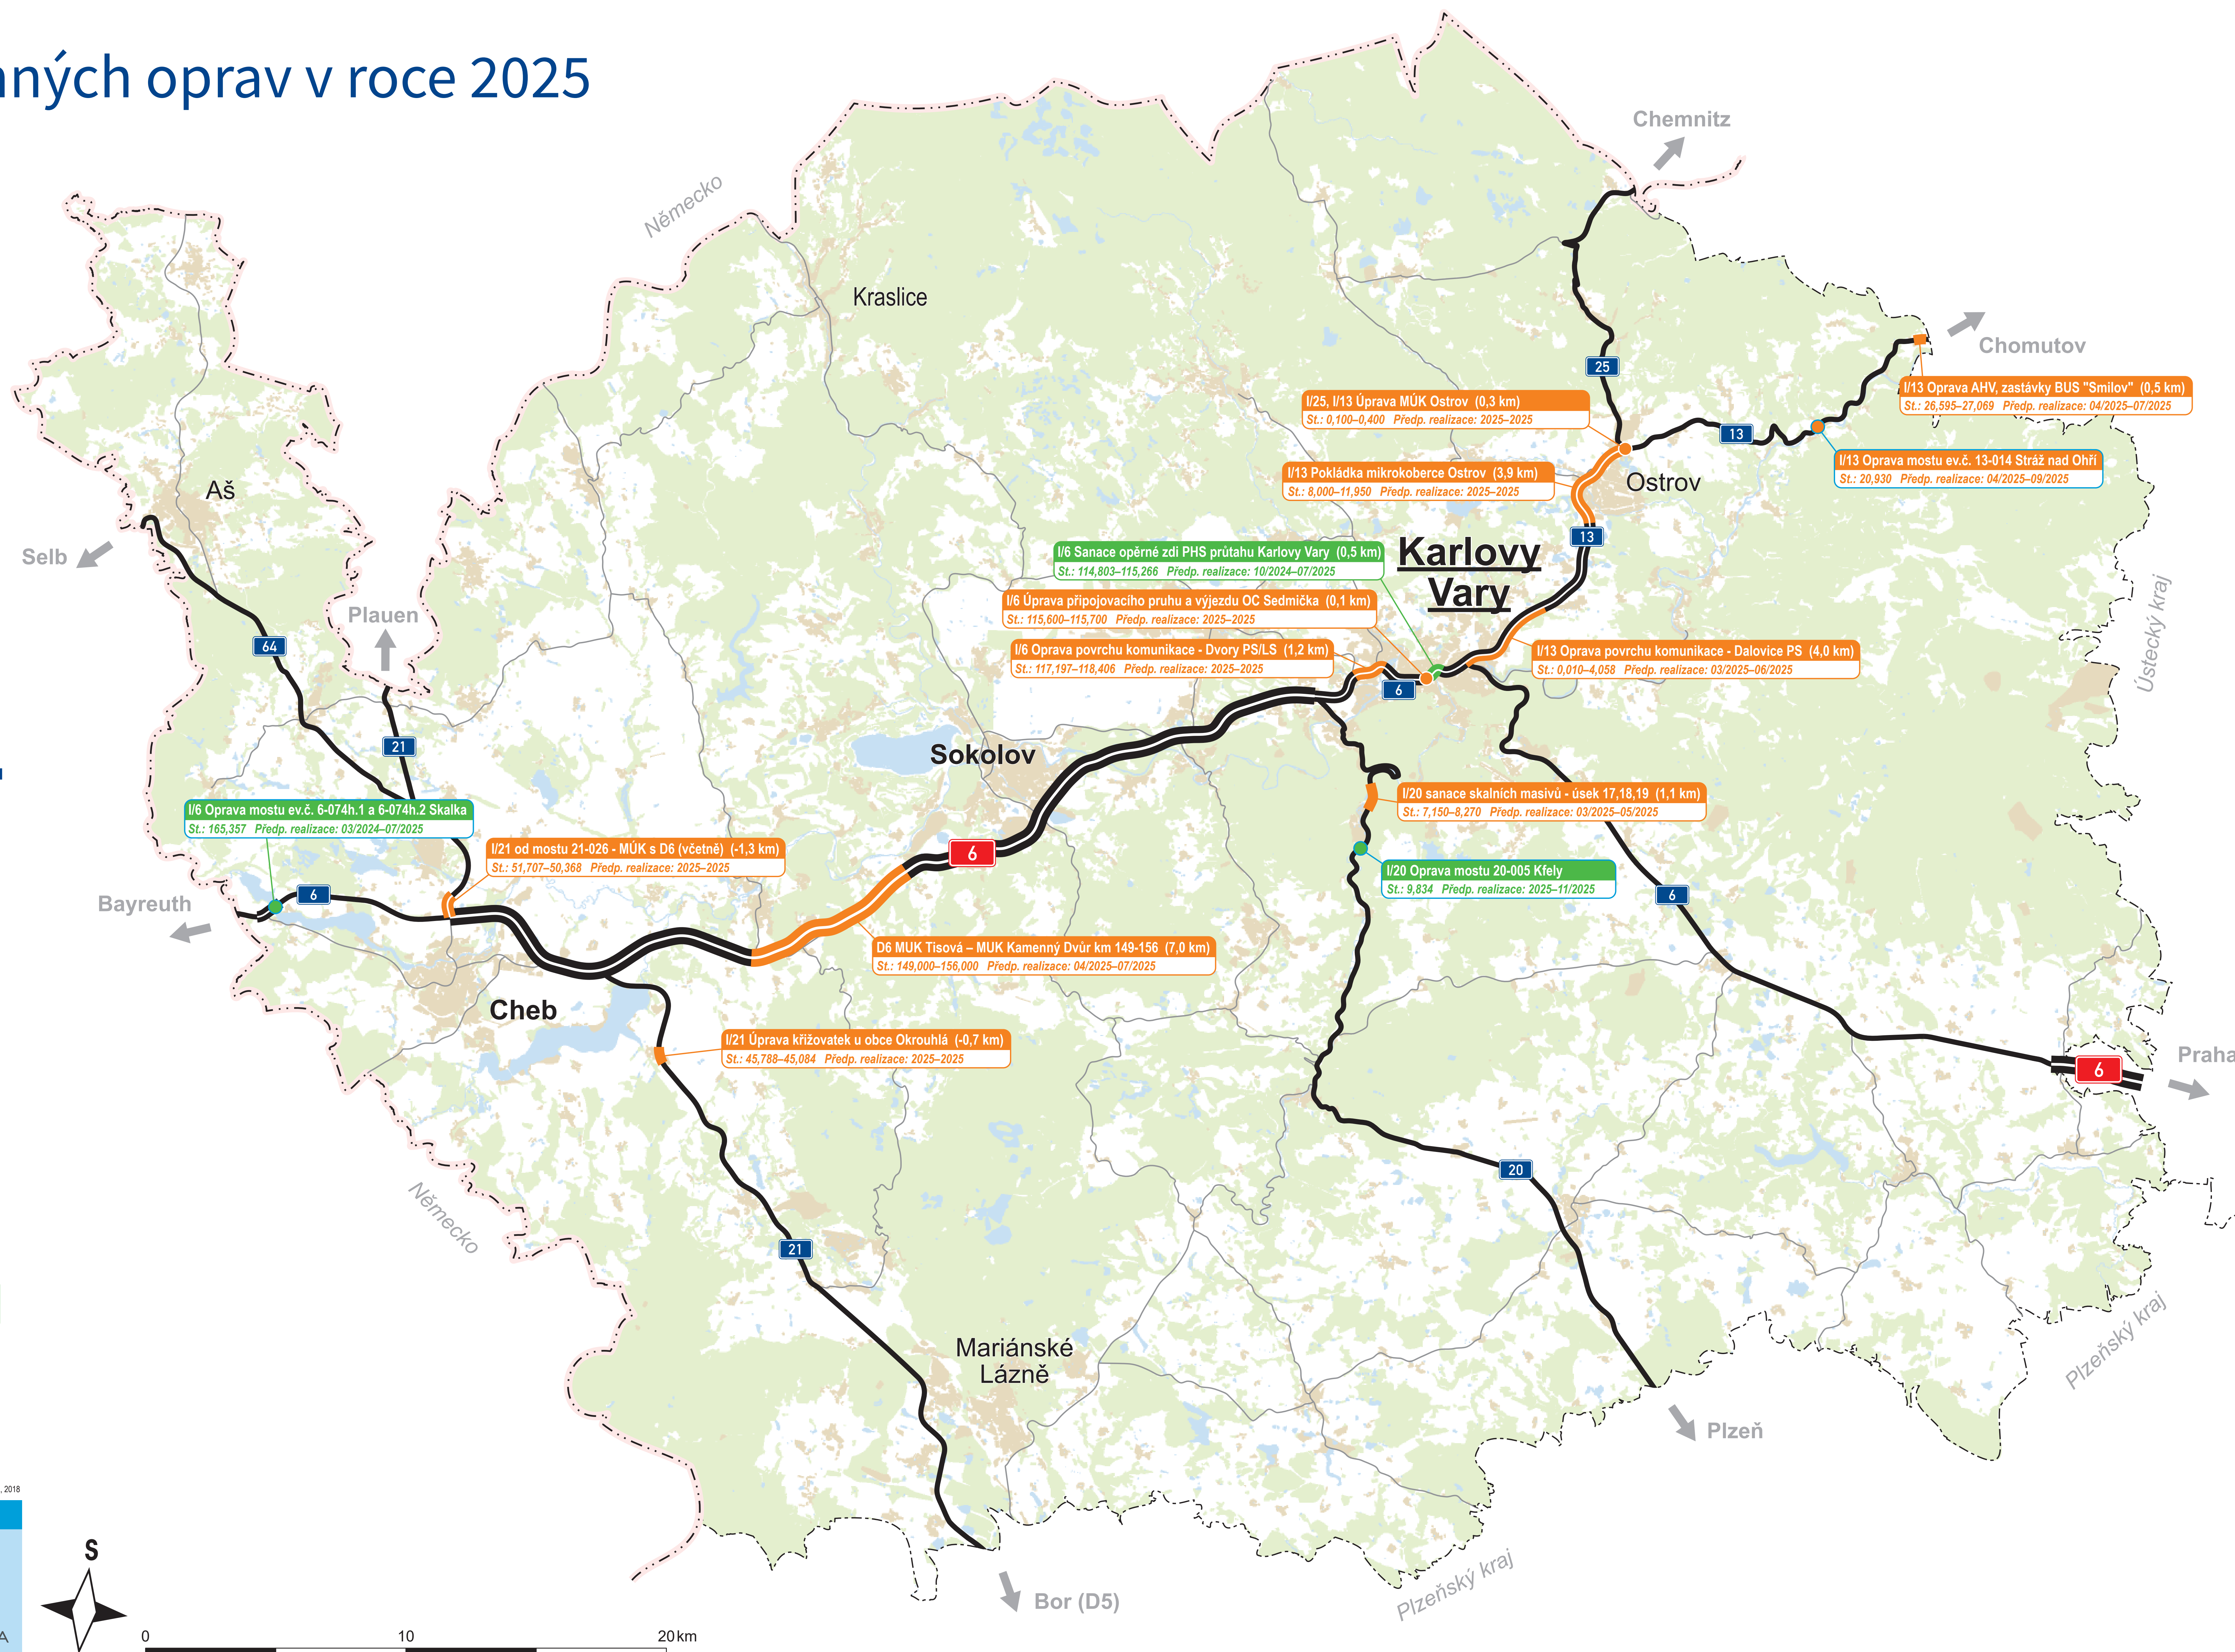 ných oprav v roce 2025
Chemnitz
Německo
Kraslice
25
Chomutov
I/13 Oprava AHV, zastávky BUS "Smilov" (0,5 km)
St.: 26,595–27,069 Předp. realizace: 04/2025–07/2025
I/25, I/13 Úprava MÚK Ostrov (0,3 km)
St.: 0,100–0,400 Předp. realizace: 2025–2025
13
I/13 Oprava mostu ev.č. 13-014 Stráž nad Ohří
St.: 20,930 Předp. realizace: 04/2025–09/2025
I/13 Pokládka mikrokoberce Ostrov (3,9 km)
St.: 8,000–11,950 Předp. realizace: 2025–2025
Ostrov
Aš
Selb
13
I/6 Sanace opěrné zdi PHS průtahu Karlovy Vary (0,5 km)
St.: 114,803–115,266 Předp. realizace: 10/2024–07/2025
Karlovy
Vary
I/6 Úprava připojovacího pruhu a výjezdu OC Sedmička (0,1 km)
St.: 115,600–115,700 Předp. realizace: 2025–2025
Plauen
64
I/6 Oprava povrchu komunikace - Dvory PS/LS (1,2 km)
St.: 117,197–118,406 Předp. realizace: 2025–2025
I/13 Oprava povrchu komunikace - Dalovice PS (4,0 km)
St.: 0,010–4,058 Předp. realizace: 03/2025–06/2025
Ústecký kraj
6
21
Sokolov
I/20 sanace skalních masivů - úsek 17,18,19 (1,1 km)
St.: 7,150–8,270 Předp. realizace: 03/2025–05/2025
I/6 Oprava mostu ev.č. 6-074h.1 a 6-074h.2 Skalka
St.: 165,357 Předp. realizace: 03/2024–07/2025
I/21 od mostu 21-026 - MÚK s D6 (včetně) (-1,3 km)
St.: 51,707–50,368 Předp. realizace: 2025–2025
6
I/20 Oprava mostu 20-005 Kfely
St.: 9,834 Předp. realizace: 2025–11/2025
Bayreuth
6
6
D6 MUK Tisová – MUK Kamenný Dvůr km 149-156 (7,0 km)
St.: 149,000–156,000 Předp. realizace: 04/2025–07/2025
Cheb
I/21 Úprava křižovatek u obce Okrouhlá (-0,7 km)
St.: 45,788–45,084 Předp. realizace: 2025–2025
Praha
6
20
Německo
21
Mariánské
Lázně
Plzeňský kraj
Plzeň
, 2018
S
Plzeňský kraj
Bor (D5)
0 10 20 km